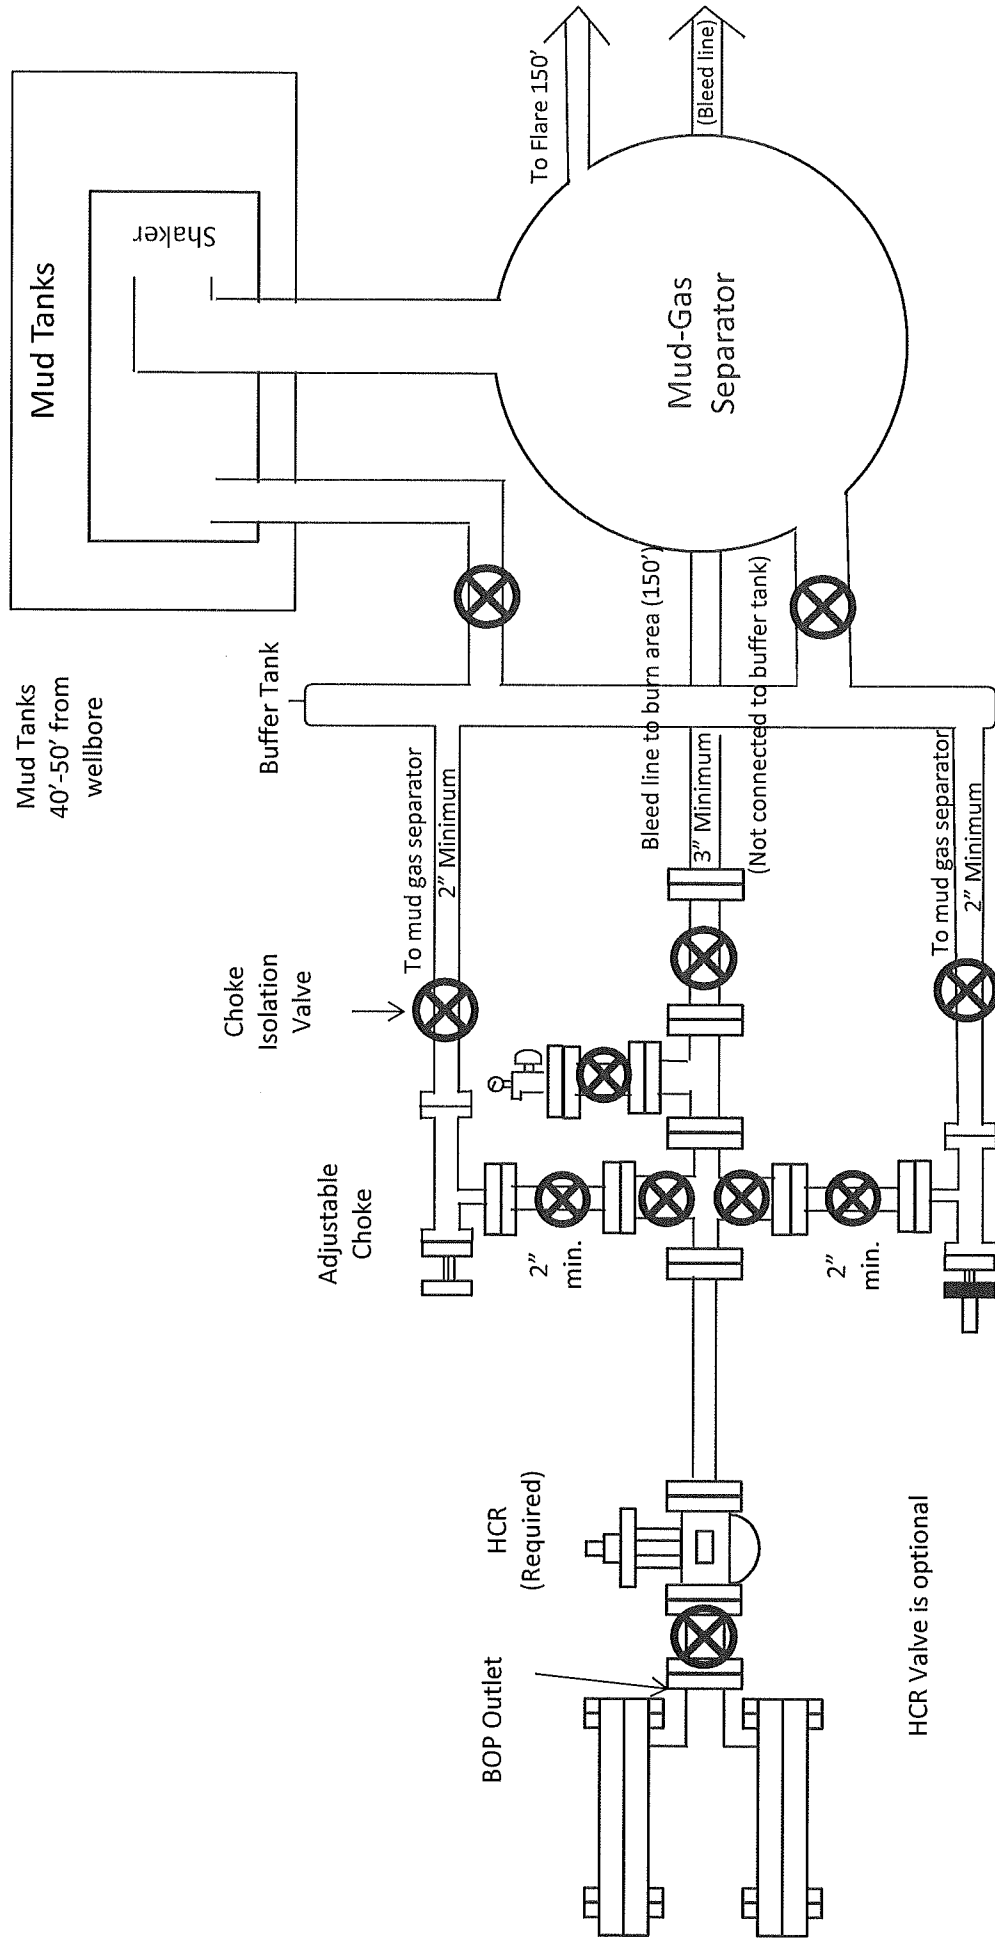 Mud Tanks
40'-50' from
wellbore
Mud Tanks
Shaker
Buffer Tank
To Flare 150'
(Bleed line)
Mud-Gas
Separator
Choke
Isolation
Valve
To mud gas separator
2" Minimum
Bleed line to burn area (150')
3" Minimum
(Not connected to buffer tank)
To mud gas separator
2" Minimum
Adjustable
Choke
2"
min.
2"
min.
HCR
(Required)
BOP Outlet
HCR Valve is optional